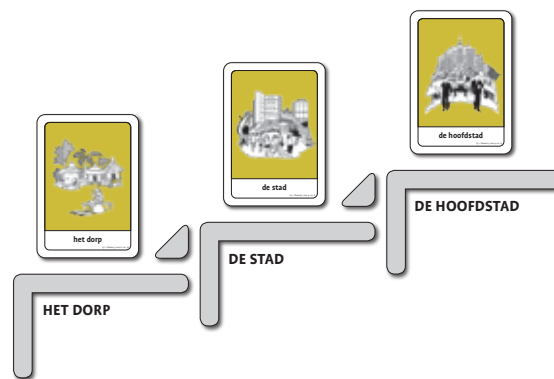 de hoofdstad
de stad
het dorp
DE HOOFDSTAD
DE STAD
HET DORP